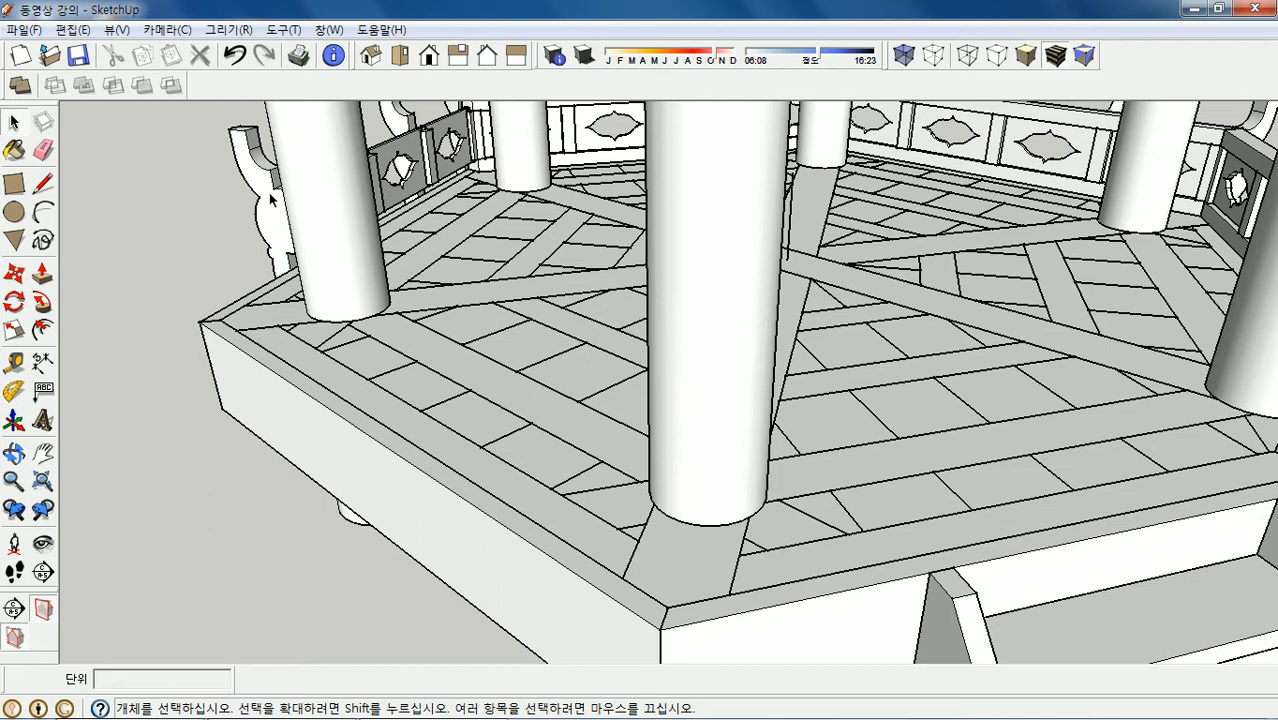 동영상 강의 - SketchUp
파일(F) 편집(E) 뷰(V) 카메라(C) 그리기(R) 도구(T) 창(W) 도움말(H)
J F M A M J J A S O N D 06:08 정오 16:23
ABC
단위
개체를 선택하십시오. 선택을 확대하려면 Shift를 누르십시오. 여러 항목을 선택하려면 마우스를 끄십시오.